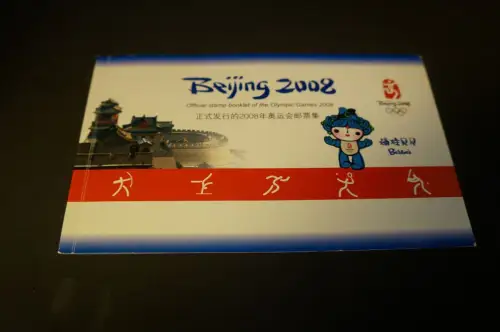 Beijing 2008
Official stamp Booklet of the Olympic Games 2008
正式发行的2008年奥运会邮票集
Beijing 2008
福娃贝贝
Beibei